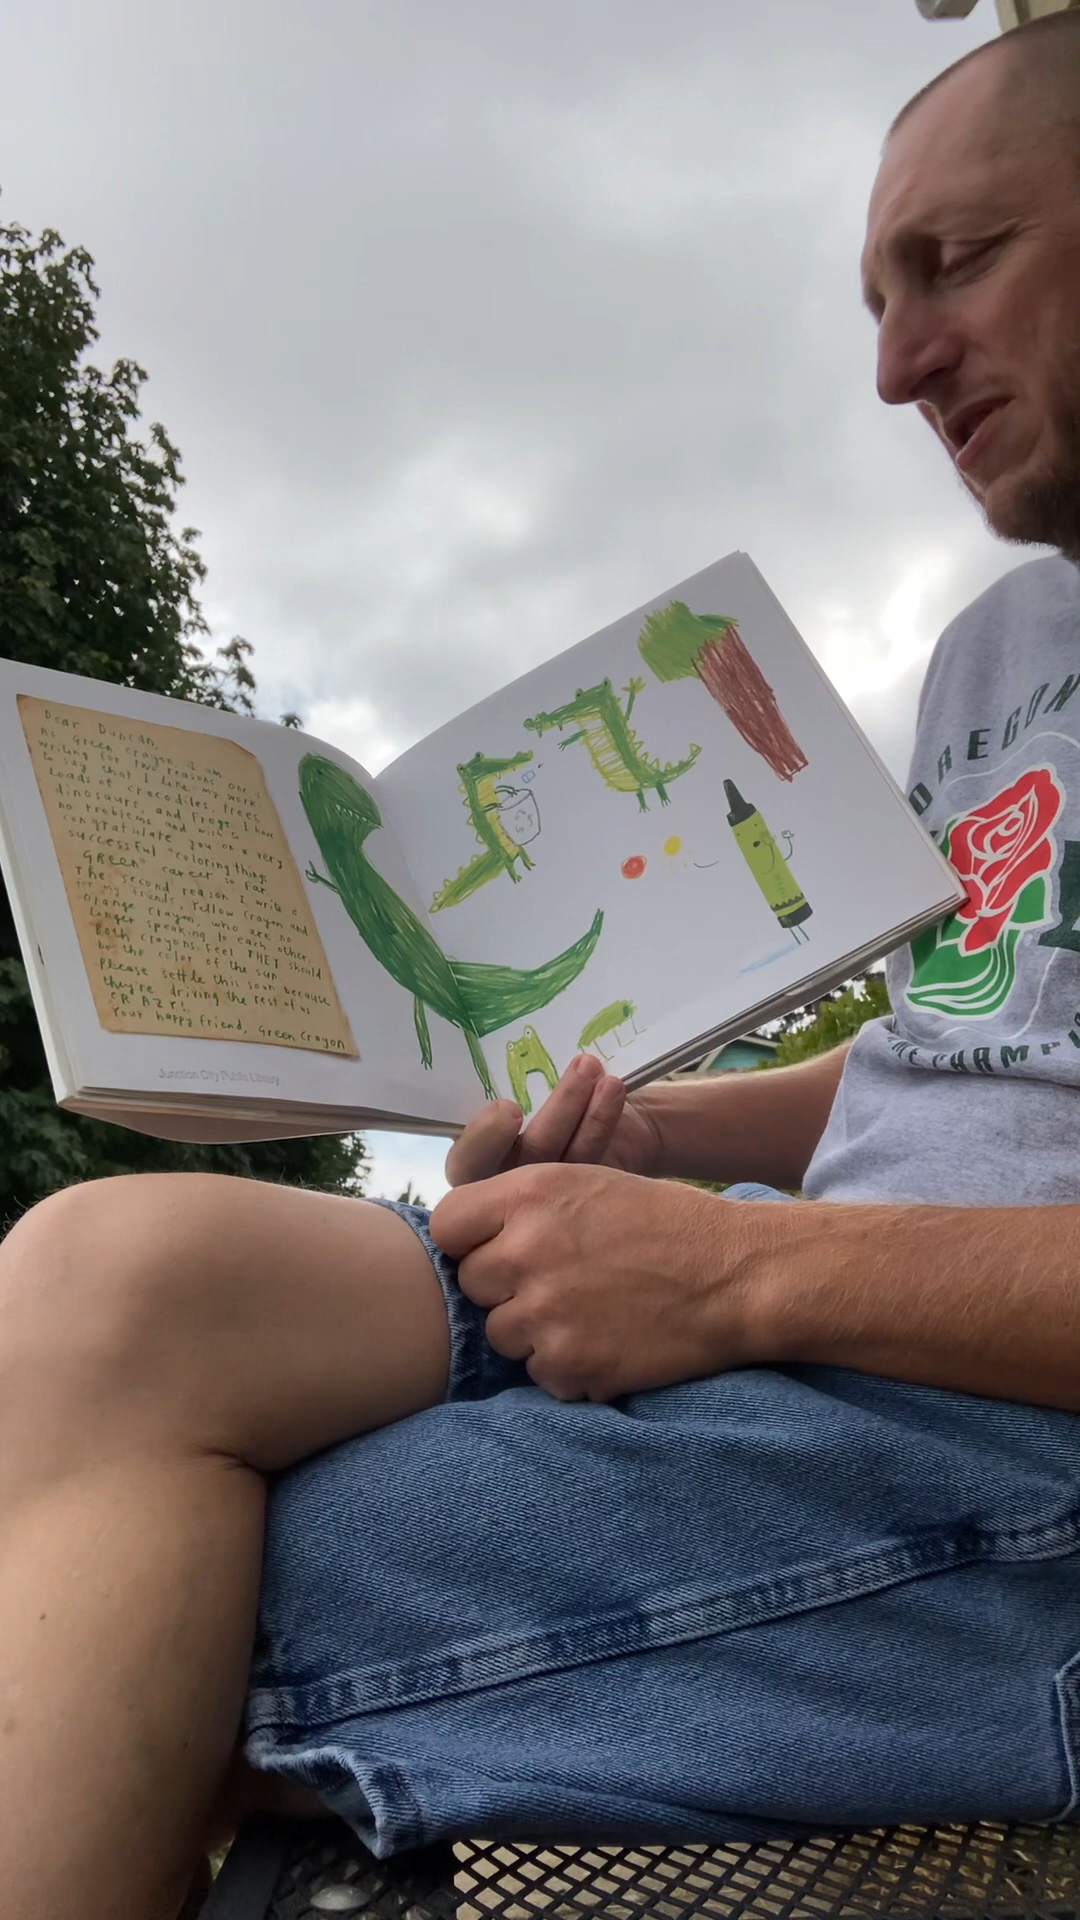 Dear Duncan,
As Green Crayon, I am
writing for two reasons. One is
to say that I like my work:
loads of crocodiles, trees,
dinosaurs, and frogs. I have
no problems and wish to
congratulate you on a very
successful "coloring things
GREEN" career so far.
The second reason I write is
for my friends, Yellow Crayon and
Orange Crayon, who are no
longer speaking to each other.
Both crayons feel THEY should
be the color of the sun.
Please settle this soon because
they're driving the rest of us
CRAZY!
Your happy friend, Green Crayon
Junction City Public Library
OREGON